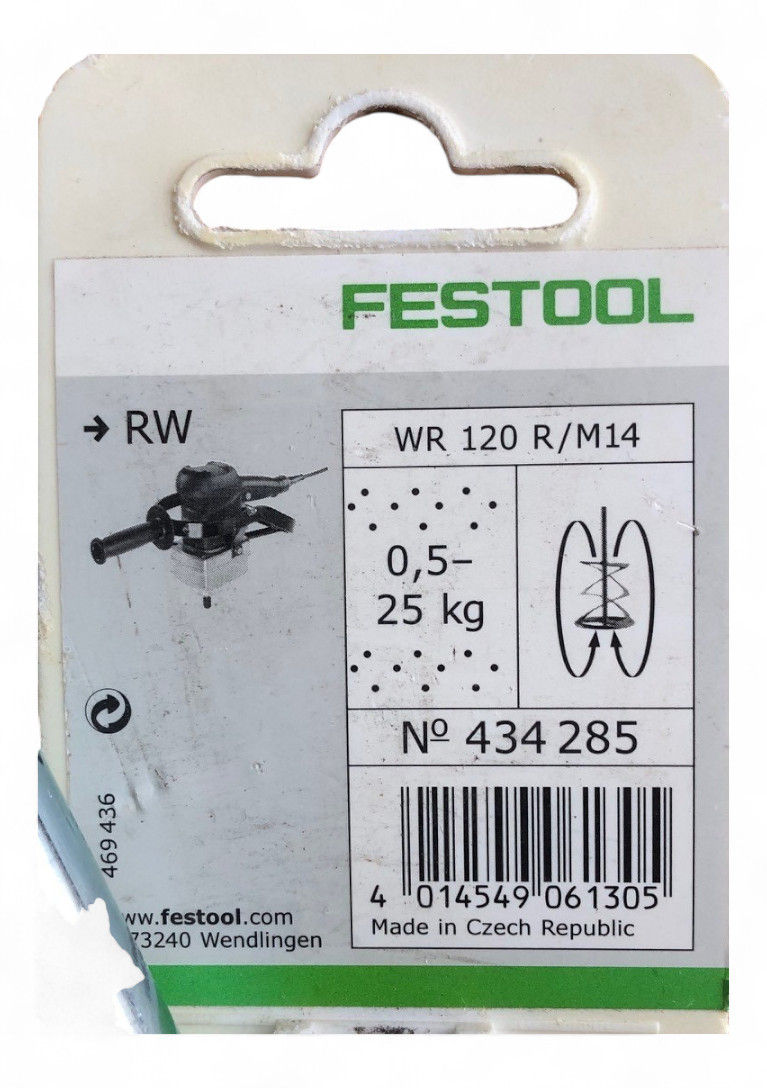 FESTOOL
→ RW
WR 120 R/M14
0,5–
25 kg
Nº 434 285
469 436
4 014549 061305
Made in Czech Republic
ww.festool.com
73240 Wendlingen